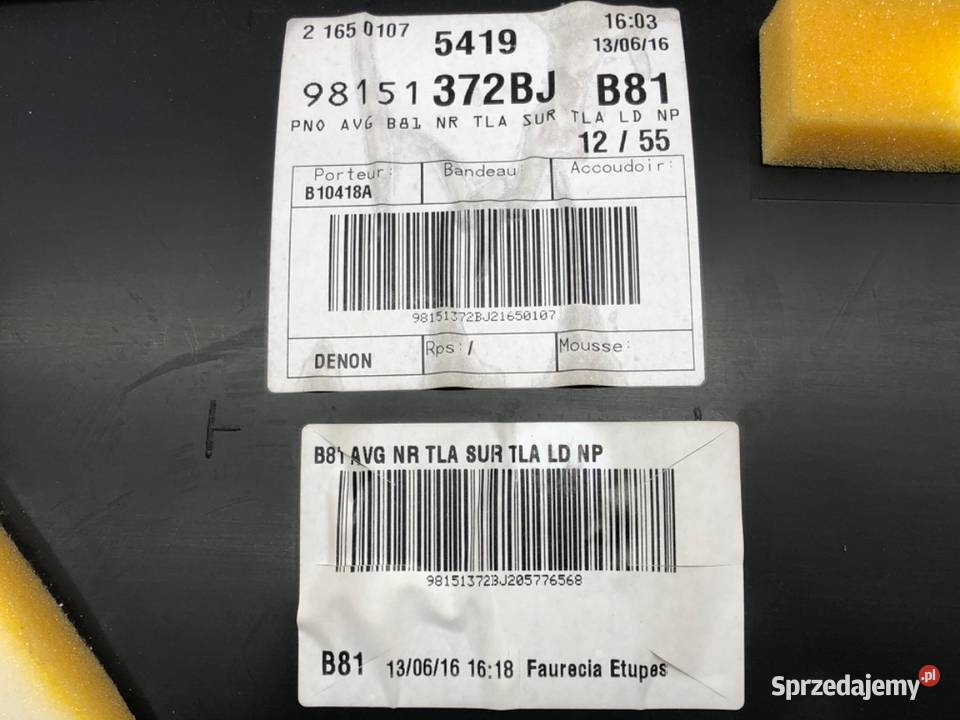 2 165 0107 5419 16:03
13/06/16
98151 372BJ B81
PNO AVG B81 NR TLA SUR TLA LD NP
12 / 55
Porteur: Bandeau: Accoudoir:
B10418A
98151372BJ21650107
DENON Rps:/ Mousse:
B81 AVG NR TLA SUR TLA LD NP
98151372BJ205776568
B81 13/06/16 16:18 Faurecia Etupes
Sprzedajemy.pl